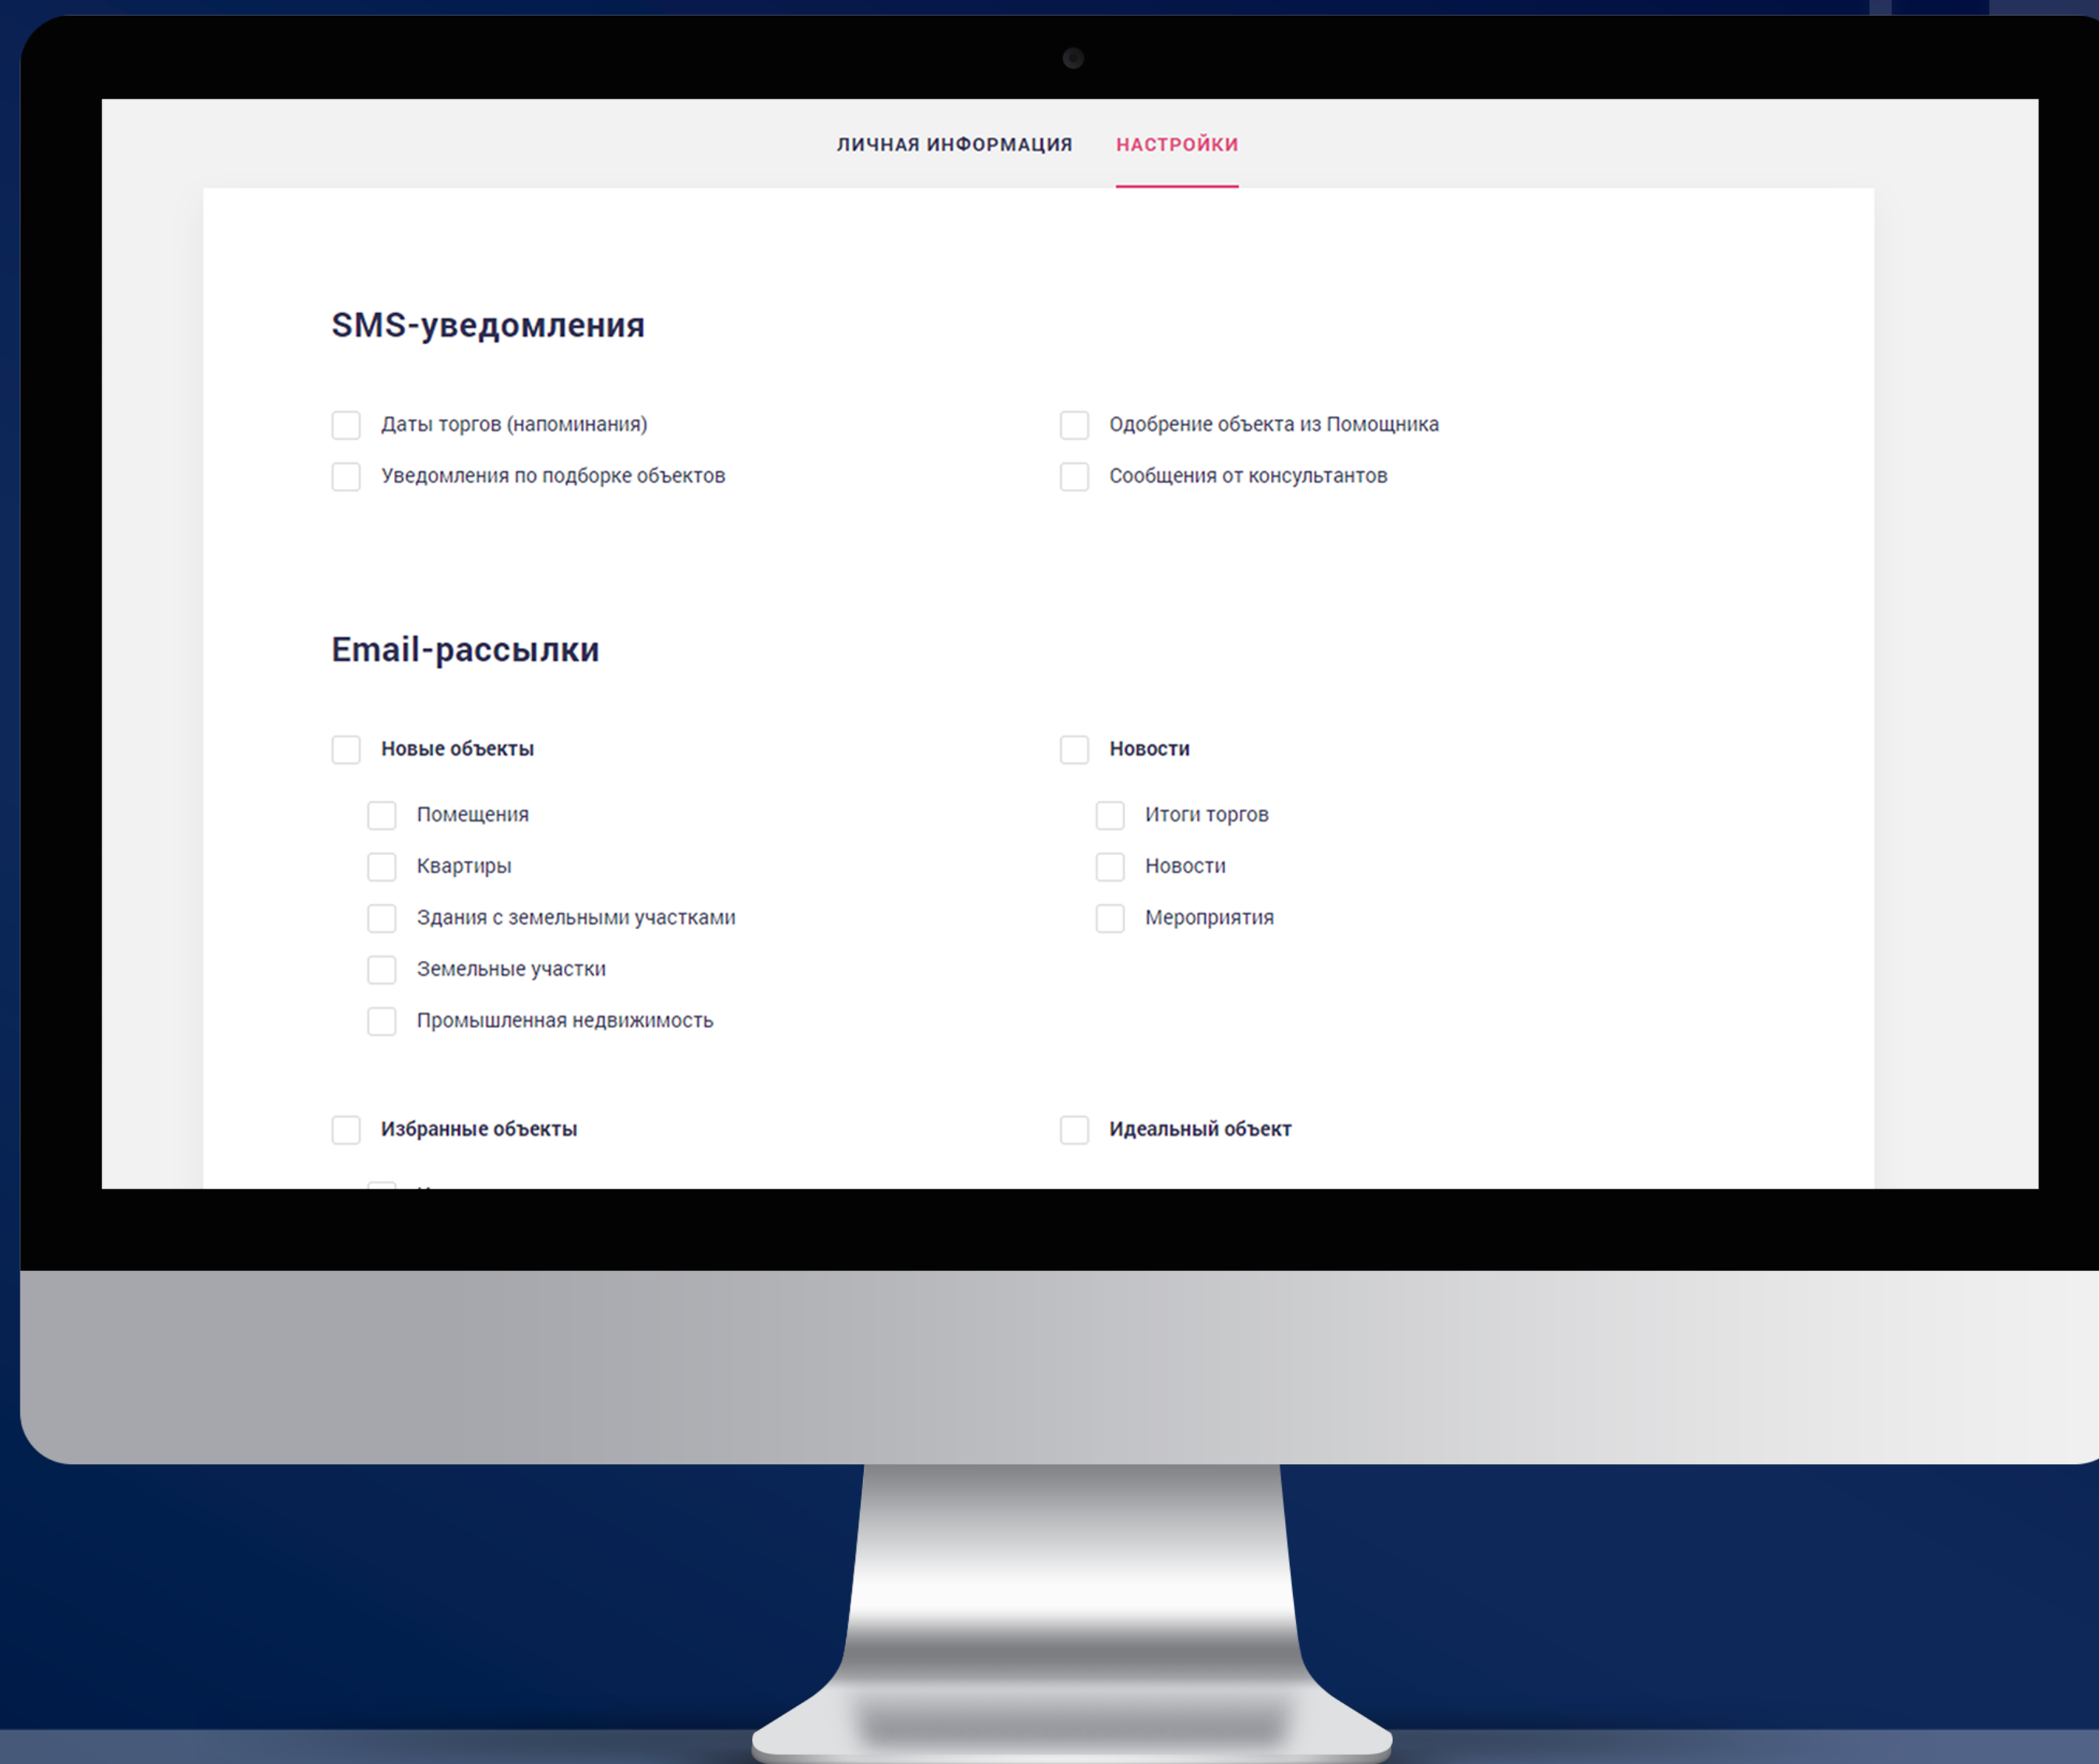 ЛИЧНАЯ ИНФОРМАЦИЯ НАСТРОЙКИ
SMS-уведомления
Даты торгов (напоминания) Одобрение объекта из Помощника
Уведомления по подборке объектов Сообщения от консультантов
Email-рассылки
Новые объекты Новости
Помещения Итоги торгов
Квартиры Новости
Здания с земельными участками Мероприятия
Земельные участки
Промышленная недвижимость
Избранные объекты Идеальный объект